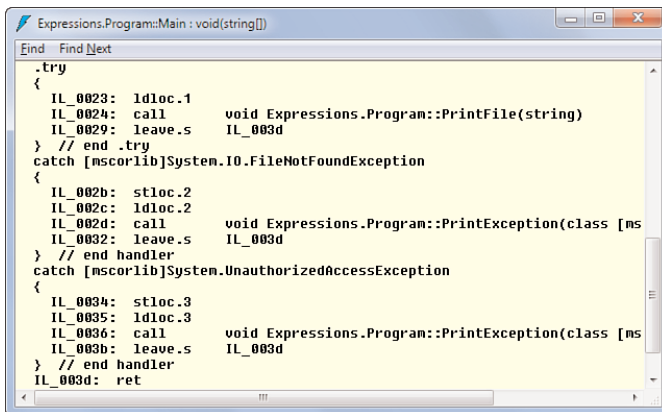 Expressions.Program::Main : void(string[])
Find Find Next
.try
{
IL_0023: ldloc.1
IL_0024: call void Expressions.Program::PrintFile(string)
IL_0029: leave.s IL_003d
} // end .try
catch [mscorlib]System.IO.FileNotFoundException
{
IL_002b: stloc.2
IL_002c: ldloc.2
IL_002d: call void Expressions.Program::PrintException(class [ms
IL_0032: leave.s IL_003d
} // end handler
catch [mscorlib]System.UnauthorizedAccessException
{
IL_0034: stloc.3
IL_0035: ldloc.3
IL_0036: call void Expressions.Program::PrintException(class [ms
IL_003b: leave.s IL_003d
} // end handler
IL_003d: ret